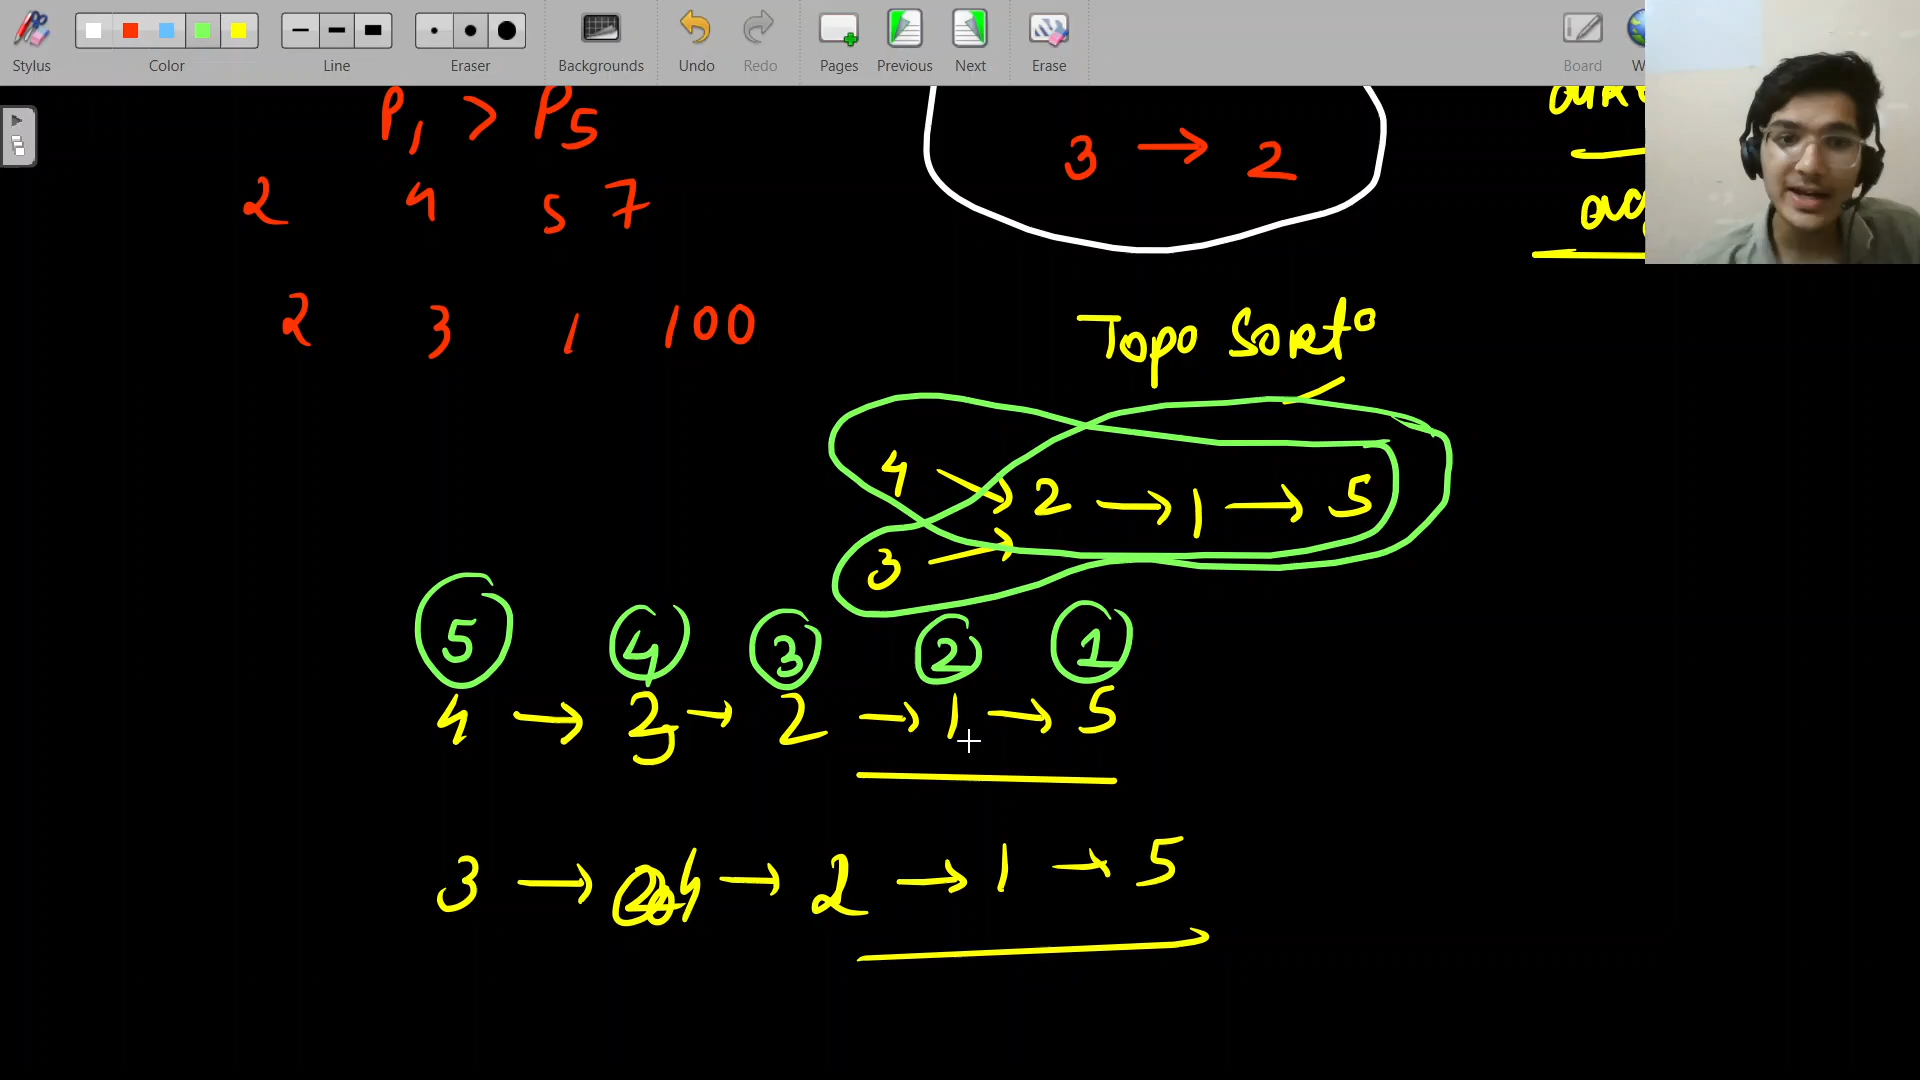 Stylus Color Line Eraser Backgrounds Undo Redo Pages Previous Next Erase Board
P1 > P5
2 4 5 7
2 3 1 100
3 → 2
Topo Sort
4 → 2 → 1 → 5
3 →
5 4 3 2 1
4 → 3 → 2 → 1 → 5
3 → 4 → 2 → 1 → 5